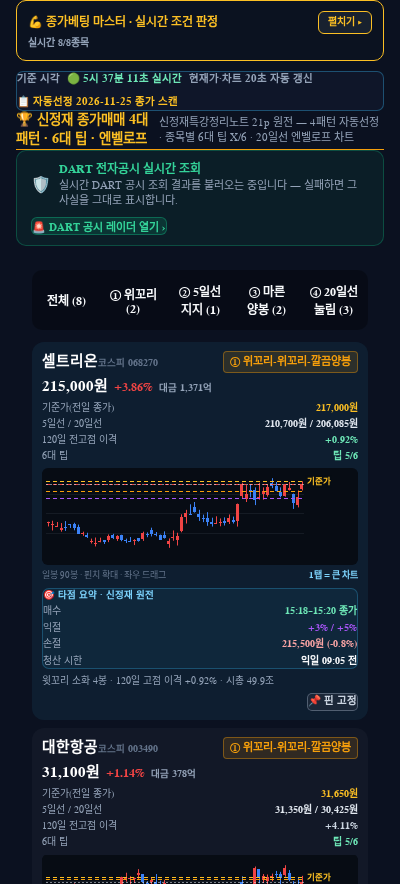 💪 종가베팅 마스터 · 실시간 조건 판정
펼치기 ▸
실시간 8/8종목
기준 시각 🟢 5시 37분 11초 실시간 현재가·차트 20초 자동 갱신
📋 자동선정 2026-11-25 종가 스캔
🏆 신정재 종가매매 4대
패턴 · 6대 팁 · 엔벨로프
신정재특강정리노트 21p 원전 — 4패턴 자동선정
· 종목별 6대 팁 X/6 · 20일선 엔벨로프 차트
DART 전자공시 실시간 조회
실시간 DART 공시 조회 결과를 불러오는 중입니다 — 실패하면 그
사실을 그대로 표시합니다.
🚨 DART 공시 레이더 열기 ›
전체 (8)
① 위꼬리
(2)
② 5일선
지지 (1)
③ 마른
양봉 (2)
④ 20일선
눌림 (3)
셀트리온코스피 068270
① 위꼬리-위꼬리-깔끔양봉
215,000원 +3.86% 대금 1,371억
기준가(전일 종가) 217,000원
5일선 / 20일선 210,700원 / 206,085원
120일 전고점 이격 +0.92%
6대 팁 팁 5/6
기준가
일봉 90봉 · 핀치 확대 · 좌우 드래그 1탭 = 큰 차트
🎯 타점 요약 · 신정재 원전
매수 15:18~15:20 종가
익절 +3% / +5%
손절 215,500원 (-0.8%)
청산 시한 익일 09:05 전
윗꼬리 소화 4봉 · 120일 고점 이격 +0.92% · 시총 49.9조
📌 핀 고정
대한항공코스피 003490
① 위꼬리-위꼬리-깔끔양봉
31,100원 +1.14% 대금 378억
기준가(전일 종가) 31,650원
5일선 / 20일선 31,350원 / 30,425원
120일 전고점 이격 +4.11%
6대 팁 팁 5/6
기준가